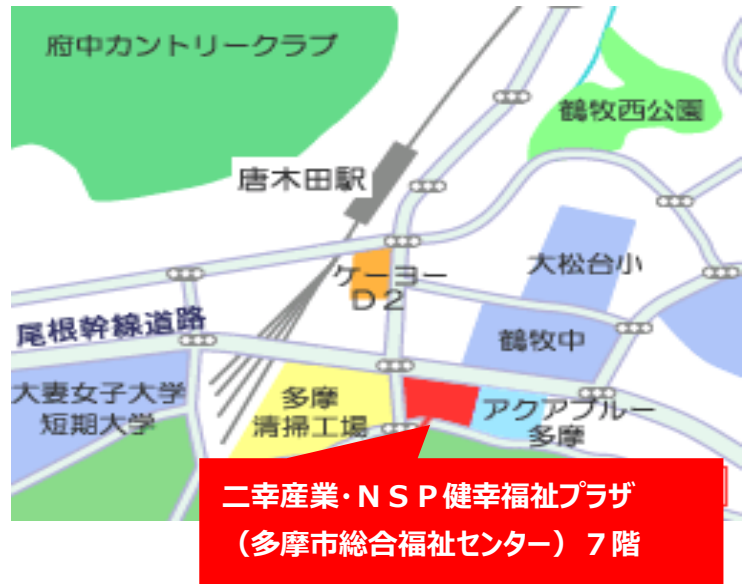 府中カントリークラブ
鶴牧西公園
唐木田駅
大松台小
ケーヨー
D2
尾根幹線道路
鶴牧中
大妻女子大学
短期大学
多摩
清掃工場
アクアブルー
多摩
二幸産業・NSP健幸福祉プラザ
（多摩市総合福祉センター）7階